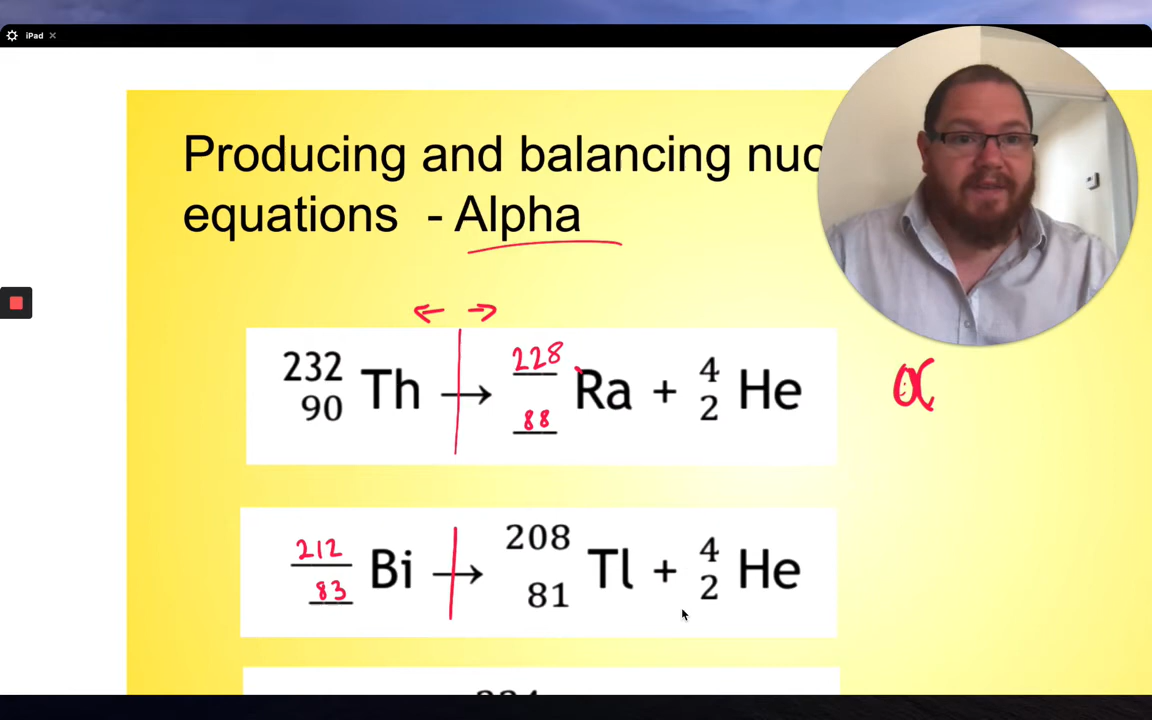 iPad
Producing and balancing nuc
equations - Alpha
← →
232 90 Th → 228 88 Ra + 4 2 He
α
212 83 Bi → 208 81 Tl + 4 2 He